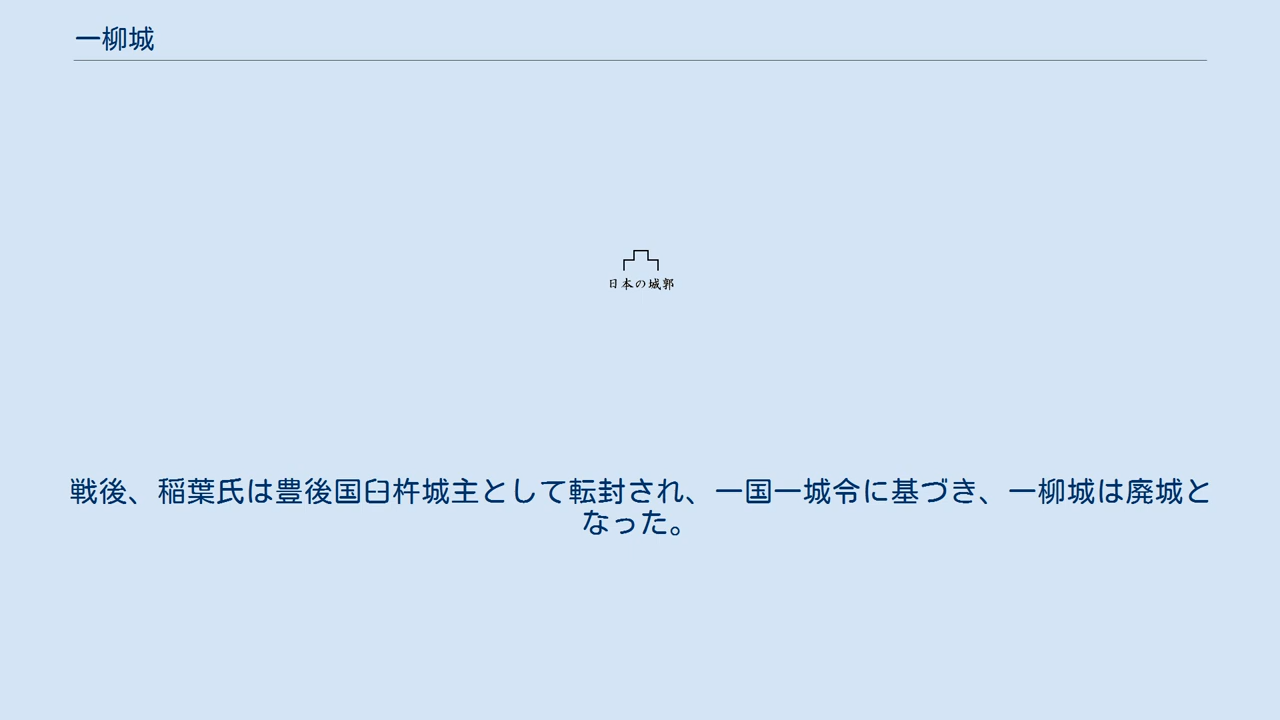 一柳城
日本の城郭
戦後、稲葉氏は豊後国臼杵城主として転封され、一国一城令に基づき、一柳城は廃城と
なった。